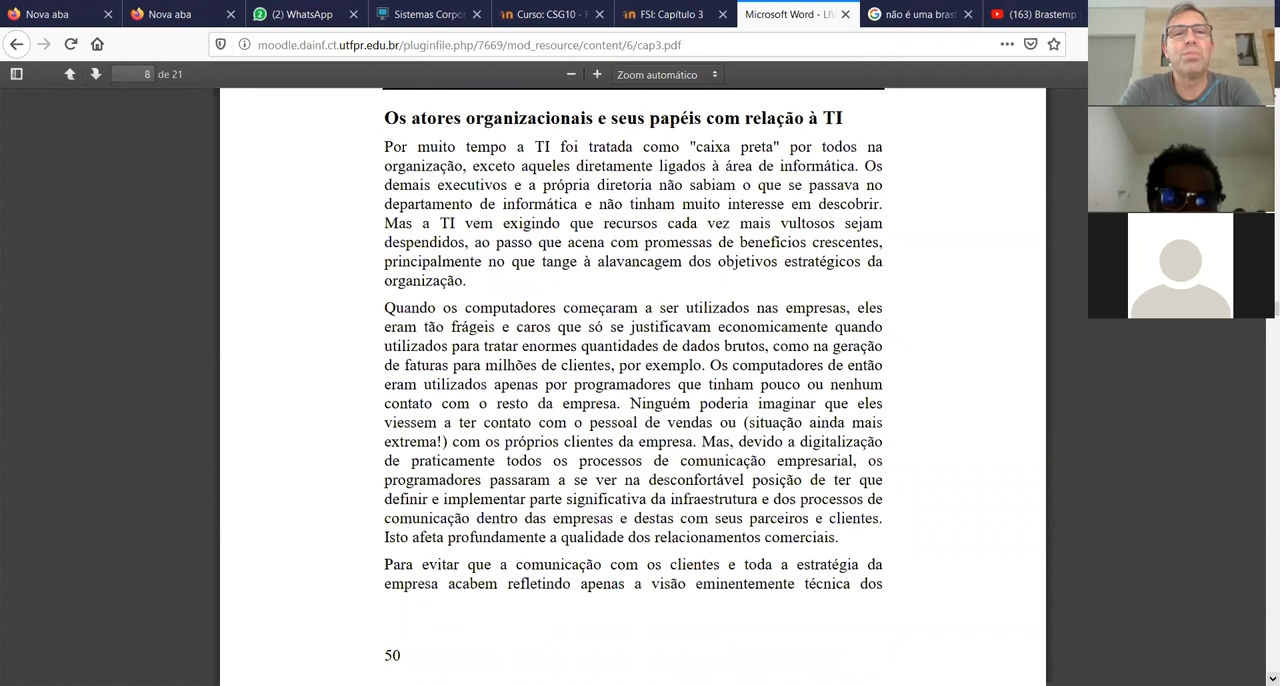 Nova aba
Nova aba
(2) WhatsApp
Sistemas Corpo
Curso: CSG10 - F
FSI: Capítulo 3
Microsoft Word - LIV
não é uma bras
(163) Brastemp
moodle.dainf.ct.utfpr.edu.br/pluginfile.php/7669/mod_resource/content/6/cap3.pdf
8 de 21
Zoom automático
Os atores organizacionais e seus papéis com relação à TI
Por muito tempo a TI foi tratada como "caixa preta" por todos na
organização, exceto aqueles diretamente ligados à área de informática. Os
demais executivos e a própria diretoria não sabiam o que se passava no
departamento de informática e não tinham muito interesse em descobrir.
Mas a TI vem exigindo que recursos cada vez mais vultosos sejam
despendidos, ao passo que acena com promessas de benefícios crescentes,
principalmente no que tange à alavancagem dos objetivos estratégicos da
organização.
Quando os computadores começaram a ser utilizados nas empresas, eles
eram tão frágeis e caros que só se justificavam economicamente quando
utilizados para tratar enormes quantidades de dados brutos, como na geração
de faturas para milhões de clientes, por exemplo. Os computadores de então
eram utilizados apenas por programadores que tinham pouco ou nenhum
contato com o resto da empresa. Ninguém poderia imaginar que eles
viessem a ter contato com o pessoal de vendas ou (situação ainda mais
extrema!) com os próprios clientes da empresa. Mas, devido a digitalização
de praticamente todos os processos de comunicação empresarial, os
programadores passaram a se ver na desconfortável posição de ter que
definir e implementar parte significativa da infraestrutura e dos processos de
comunicação dentro das empresas e destas com seus parceiros e clientes.
Isto afeta profundamente a qualidade dos relacionamentos comerciais.
Para evitar que a comunicação com os clientes e toda a estratégia da
empresa acabem refletindo apenas a visão eminentemente técnica dos
50